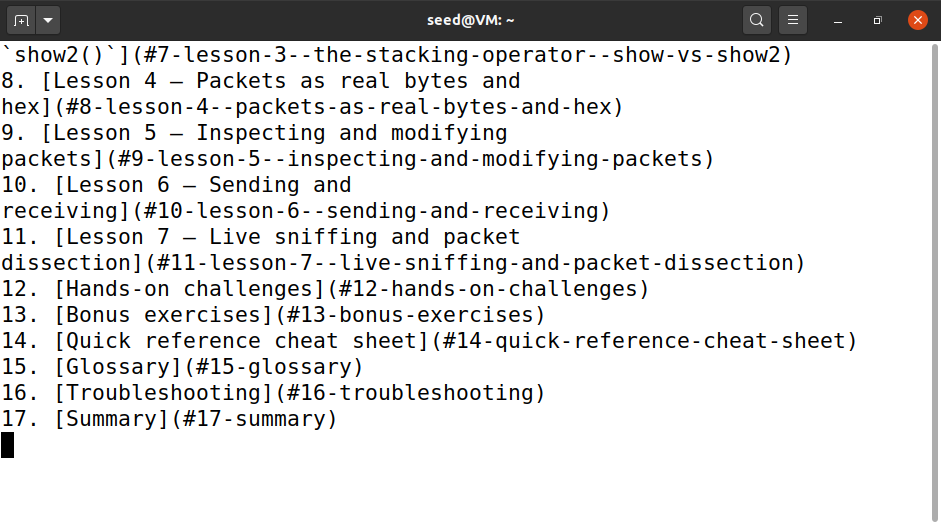 seed@VM: ~
`show2()`](#7-lesson-3--the-stacking-operator--show-vs-show2)
8. [Lesson 4 — Packets as real bytes and
hex](#8-lesson-4--packets-as-real-bytes-and-hex)
9. [Lesson 5 — Inspecting and modifying
packets](#9-lesson-5--inspecting-and-modifying-packets)
10. [Lesson 6 — Sending and
receiving](#10-lesson-6--sending-and-receiving)
11. [Lesson 7 — Live sniffing and packet
dissection](#11-lesson-7--live-sniffing-and-packet-dissection)
12. [Hands-on challenges](#12-hands-on-challenges)
13. [Bonus exercises](#13-bonus-exercises)
14. [Quick reference cheat sheet](#14-quick-reference-cheat-sheet)
15. [Glossary](#15-glossary)
16. [Troubleshooting](#16-troubleshooting)
17. [Summary](#17-summary)